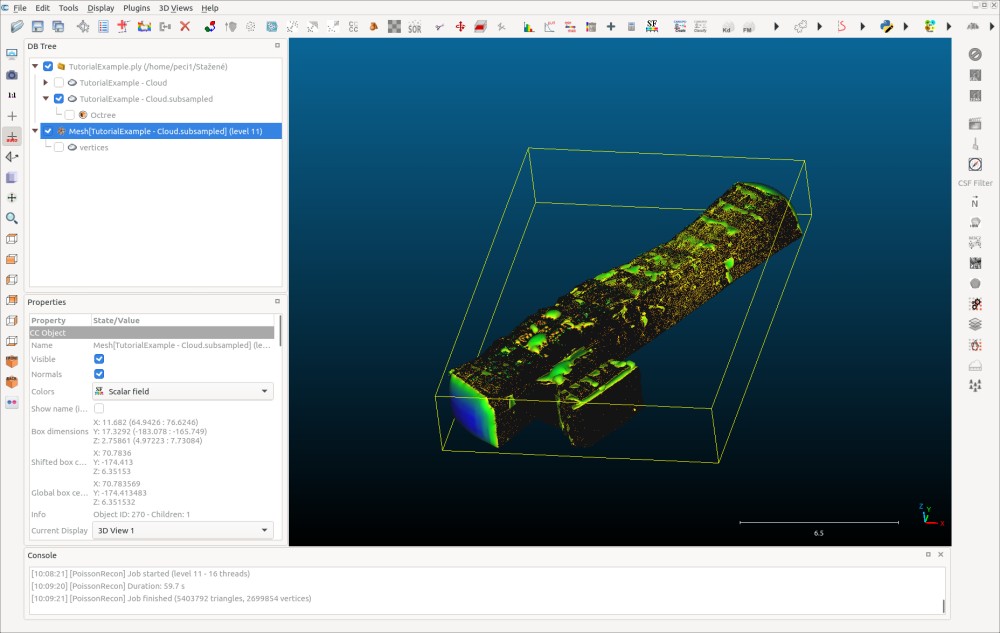 File Edit Tools Display Plugins 3D Views Help
SOR SF Kd FM
1:1
DB Tree
TutorialExample.ply (/home/peci1/Stažené)
TutorialExample - Cloud
TutorialExample - Cloud.subsampled
Octree
Mesh[TutorialExample - Cloud.subsampled] (level 11)
vertices
CSF Filter
N
Properties
Property State/Value
CC Object
Name Mesh[TutorialExample - Cloud.subsampled] (le...
Visible
Normals
Colors SF Scalar field
Show name (i...
Box dimensions X: 11.682 (64.9426 : 76.6246)
Y: 17.3292 (-183.078 : -165.749)
Z: 2.75861 (4.97223 : 7.73084)
Shifted box c... X: 70.7836
Y: -174.413
Z: 6.35153
Global box ce... X: 70.783569
Y: -174.413483
Z: 6.351532
Info Object ID: 270 - Children: 1
Current Display 3D View 1
Z Y X
6.5
Console
[10:08:21] [PoissonRecon] Job started (level 11 - 16 threads)
[10:09:20] [PoissonRecon] Duration: 59.7 s
[10:09:21] [PoissonRecon] Job finished (5403792 triangles, 2699854 vertices)